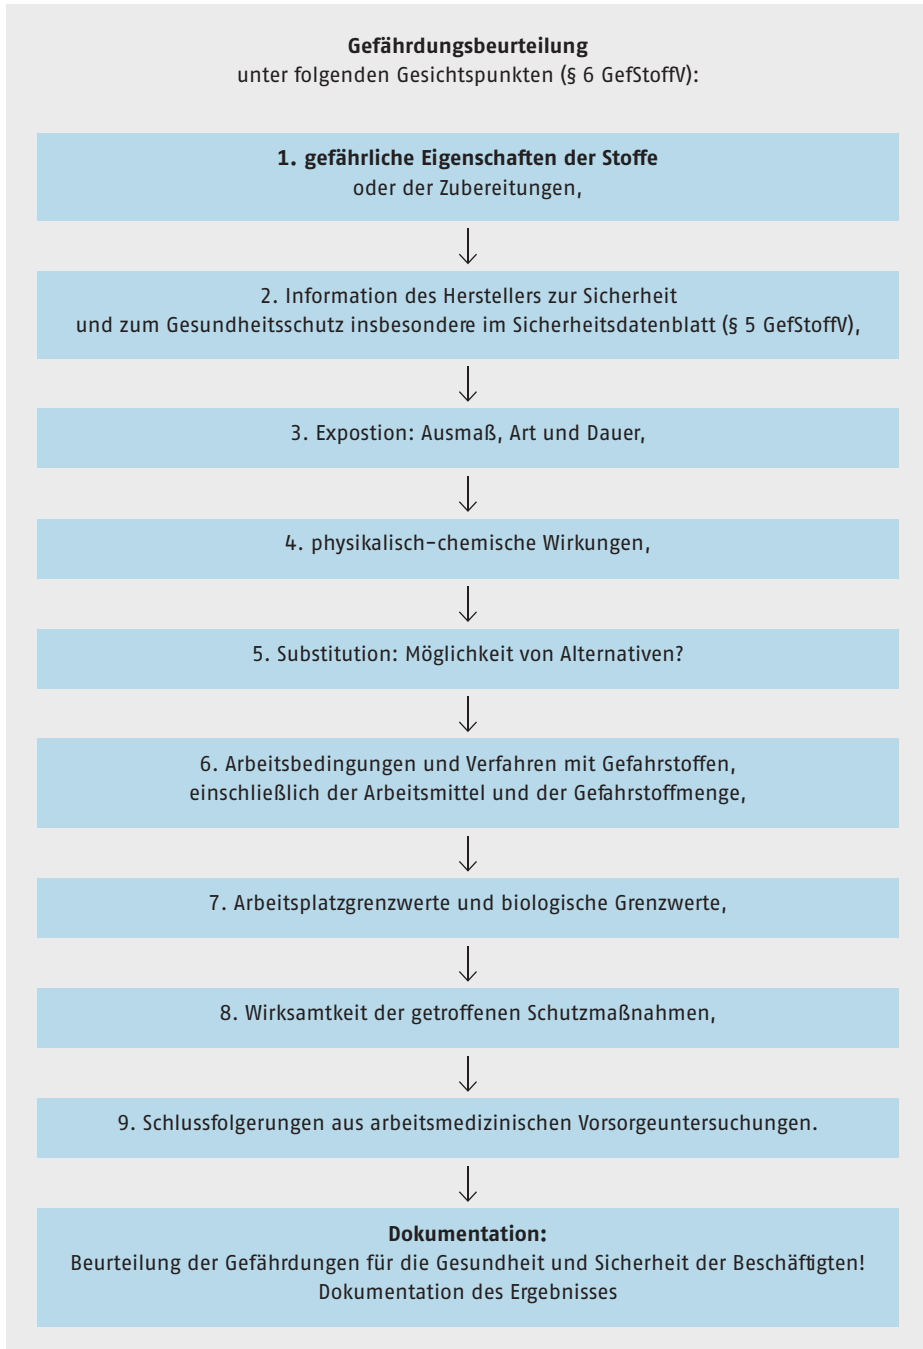 Gefährdungsbeurteilung
unter folgenden Gesichtspunkten (§ 6 GefStoffV):
1. gefährliche Eigenschaften der Stoffe
oder der Zubereitungen,
2. Information des Herstellers zur Sicherheit
und zum Gesundheitsschutz insbesondere im Sicherheitsdatenblatt (§ 5 GefStoffV),
3. Expostion: Ausmaß, Art und Dauer,
4. physikalisch-chemische Wirkungen,
5. Substitution: Möglichkeit von Alternativen?
6. Arbeitsbedingungen und Verfahren mit Gefahrstoffen,
einschließlich der Arbeitsmittel und der Gefahrstoffmenge,
7. Arbeitsplatzgrenzwerte und biologische Grenzwerte,
8. Wirksamtkeit der getroffenen Schutzmaßnahmen,
9. Schlussfolgerungen aus arbeitsmedizinischen Vorsorgeuntersuchungen.
Dokumentation:
Beurteilung der Gefährdungen für die Gesundheit und Sicherheit der Beschäftigten!
Dokumentation des Ergebnisses